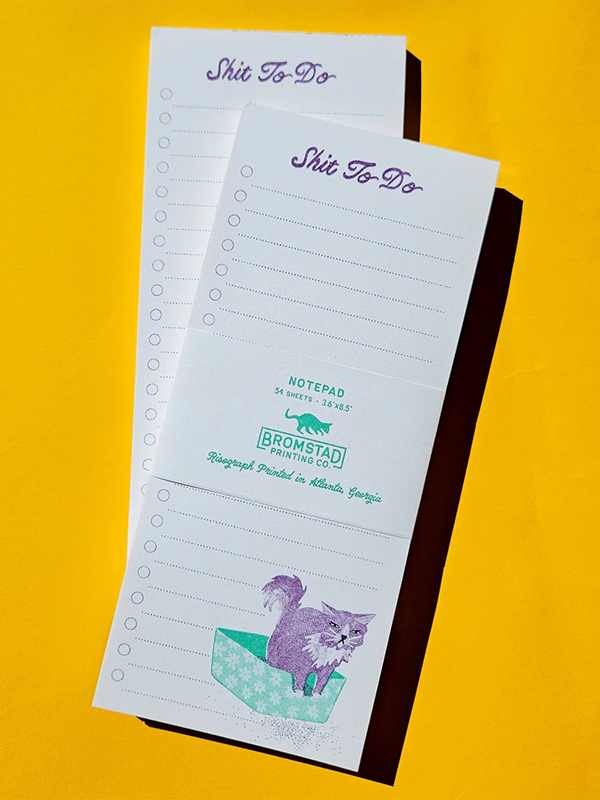 Shit To Do
Shit To Do
NOTEPAD
54 SHEETS · 3.6"X8.5"
BROMSTAD
PRINTING CO.
Risograph Printed in Atlanta, Georgia